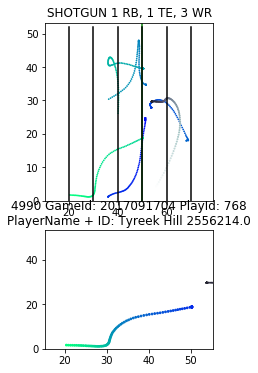 SHOTGUN 1 RB, 1 TE, 3 WR
50
40
30
20
10
0
20 40 60
4990 GameId: 2017091704 PlayId: 768
PlayerName + ID: Tyreek Hill 2556214.0
40
20
0
20 30 40 50